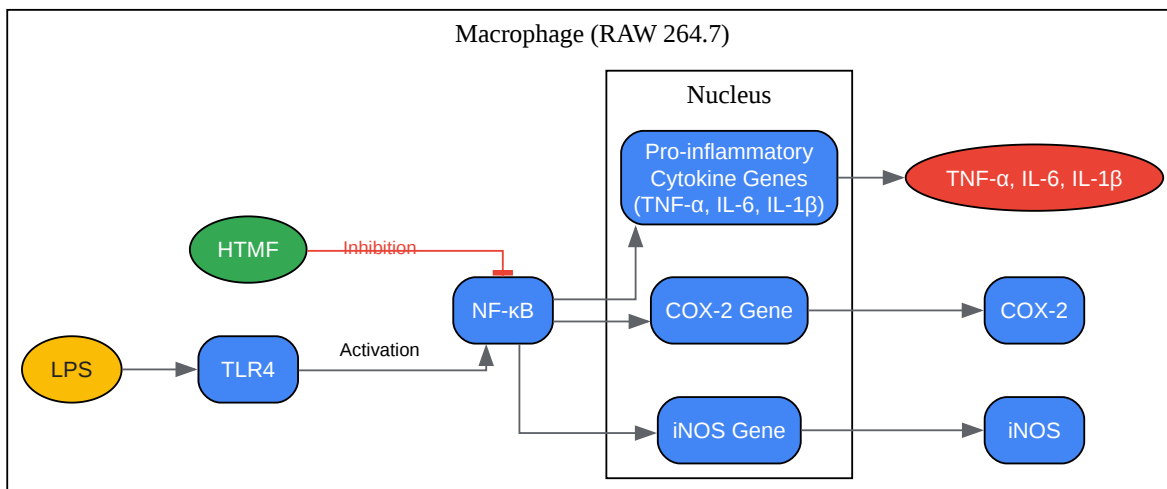 Macrophage (RAW 264.7)
Nucleus
Pro-inflammatory
Cytokine Genes
(TNF-α, IL-6, IL-1β)
TNF-α, IL-6, IL-1β
HTMF
Inhibition
NF-κB
COX-2 Gene
COX-2
LPS
TLR4
Activation
iNOS Gene
iNOS